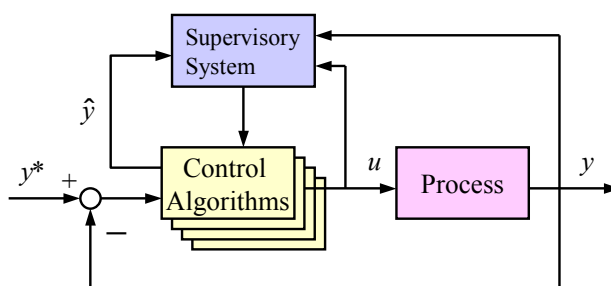 Supervisory
System
ŷ
y*
+
−
Control
Algorithms
u
Process
y